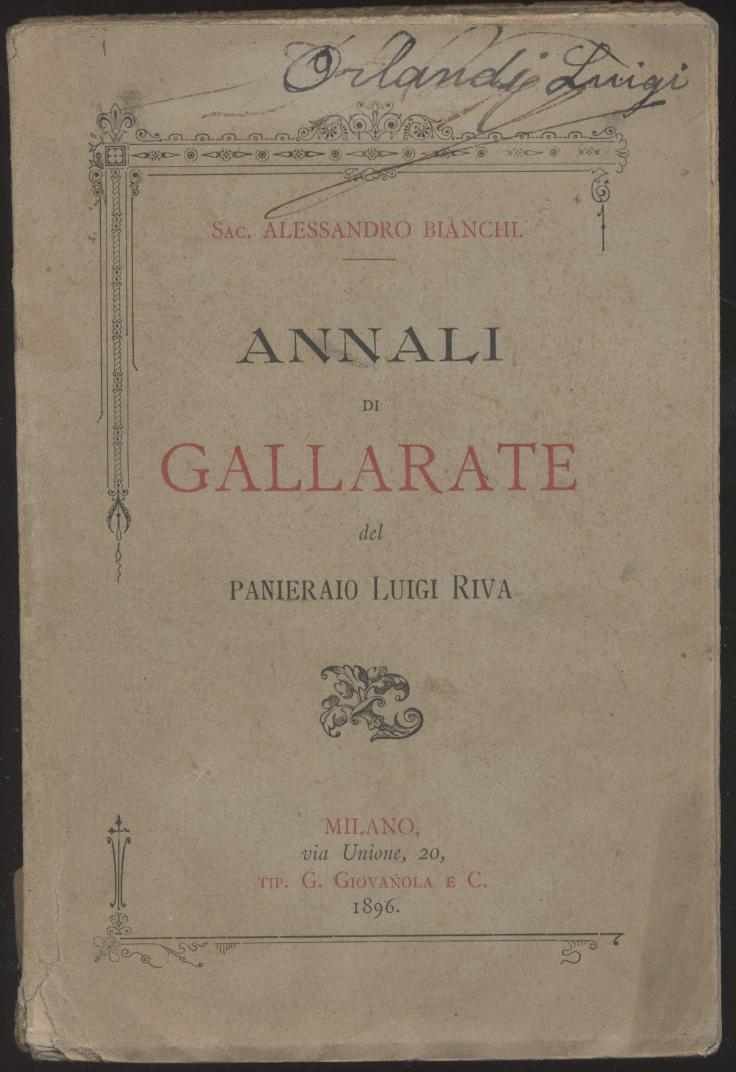 Orlandi Luigi
Sac. ALESSANDRO BIANCHI.
ANNALI
DI
GALLARATE
del
PANIERAIO LUIGI RIVA
MILANO,
via Unione, 20,
TIP. G. GIOVANOLA E C.
1896.